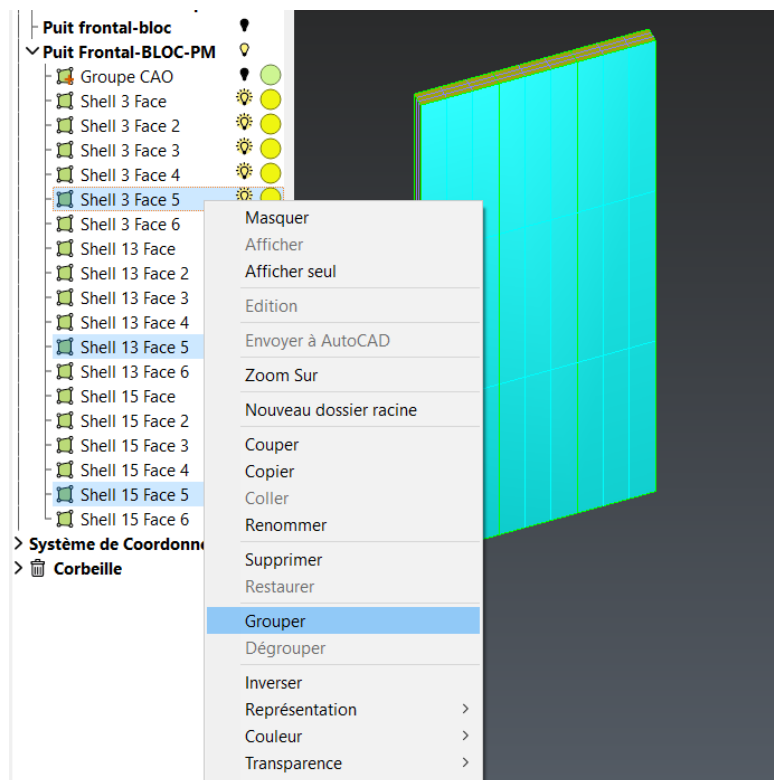 Puit frontal-bloc
Puit Frontal-BLOC-PM
Groupe CAO
Shell 3 Face
Shell 3 Face 2
Shell 3 Face 3
Shell 3 Face 4
Shell 3 Face 5
Shell 3 Face 6
Shell 13 Face
Shell 13 Face 2
Shell 13 Face 3
Shell 13 Face 4
Shell 13 Face 5
Shell 13 Face 6
Shell 15 Face
Shell 15 Face 2
Shell 15 Face 3
Shell 15 Face 4
Shell 15 Face 5
Shell 15 Face 6
Système de Coordonn
Corbeille
Masquer
Afficher
Afficher seul
Edition
Envoyer à AutoCAD
Zoom Sur
Nouveau dossier racine
Couper
Copier
Coller
Renommer
Supprimer
Restaurer
Grouper
Dégrouper
Inverser
Représentation
Couleur
Transparence